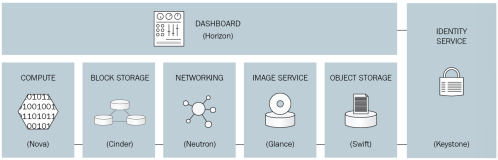 DASHBOARD
(Horizon)
IDENTITY
SERVICE
(Keystone)
COMPUTE
01011
1001001
1101011
00101
(Nova)
BLOCK STORAGE
(Cinder)
NETWORKING
(Neutron)
IMAGE SERVICE
(Glance)
OBJECT STORAGE
(Swift)